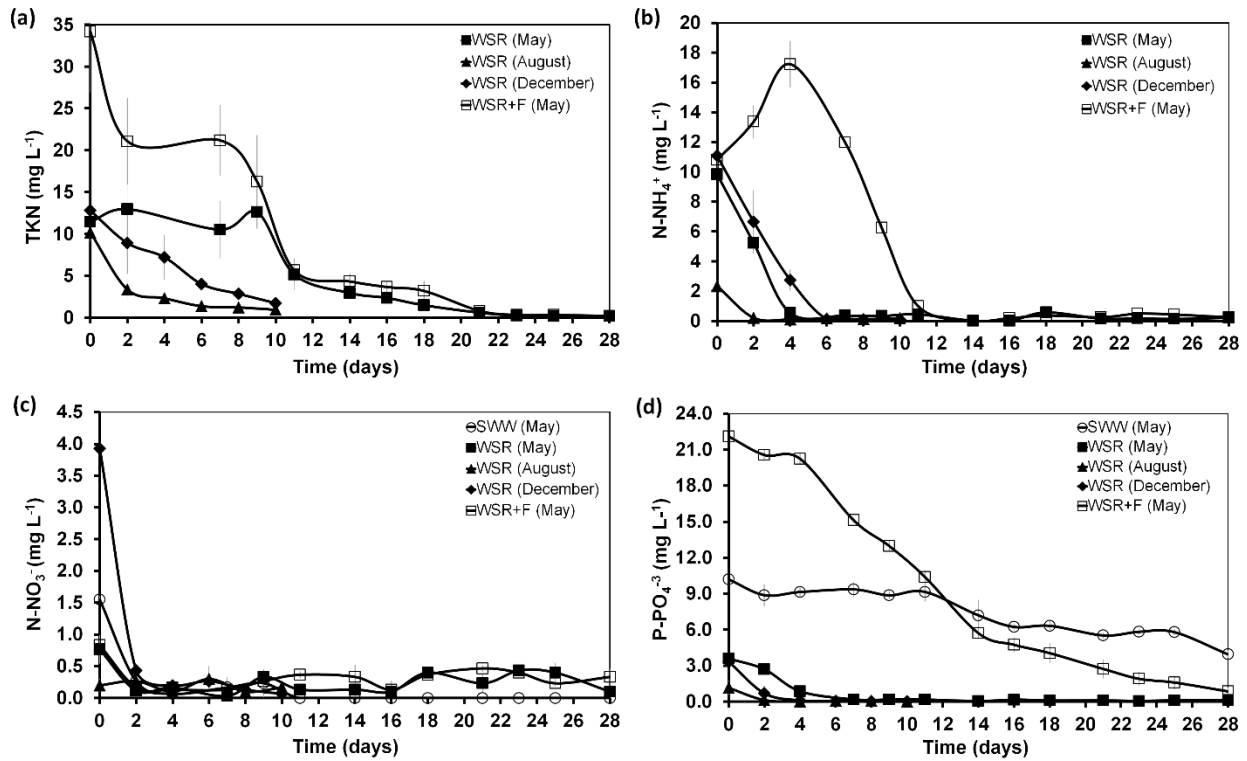 (a)
35
30
25
20
15
10
5
0
TKN (mg L⁻¹)
WSR (May)
WSR (August)
WSR (December)
WSR+F (May)
0 2 4 6 8 10 12 14 16 18 20 22 24 26 28
Time (days)
(b)
20
18
16
14
12
10
8
6
4
2
0
N-NH₄⁺ (mg L⁻¹)
WSR (May)
WSR (August)
WSR (December)
WSR+F (May)
0 2 4 6 8 10 12 14 16 18 20 22 24 26 28
Time (days)
(c)
4.5
4.0
3.5
3.0
2.5
2.0
1.5
1.0
0.5
0.0
N-NO₃⁻ (mg L⁻¹)
SWW (May)
WSR (May)
WSR (August)
WSR (December)
WSR+F (May)
0 2 4 6 8 10 12 14 16 18 20 22 24 26 28
Time (days)
(d)
24.0
21.0
18.0
15.0
12.0
9.0
6.0
3.0
0.0
P-PO₄⁻³ (mg L⁻¹)
SWW (May)
WSR (May)
WSR (August)
WSR (December)
WSR+F (May)
0 2 4 6 8 10 12 14 16 18 20 22 24 26 28
Time (days)